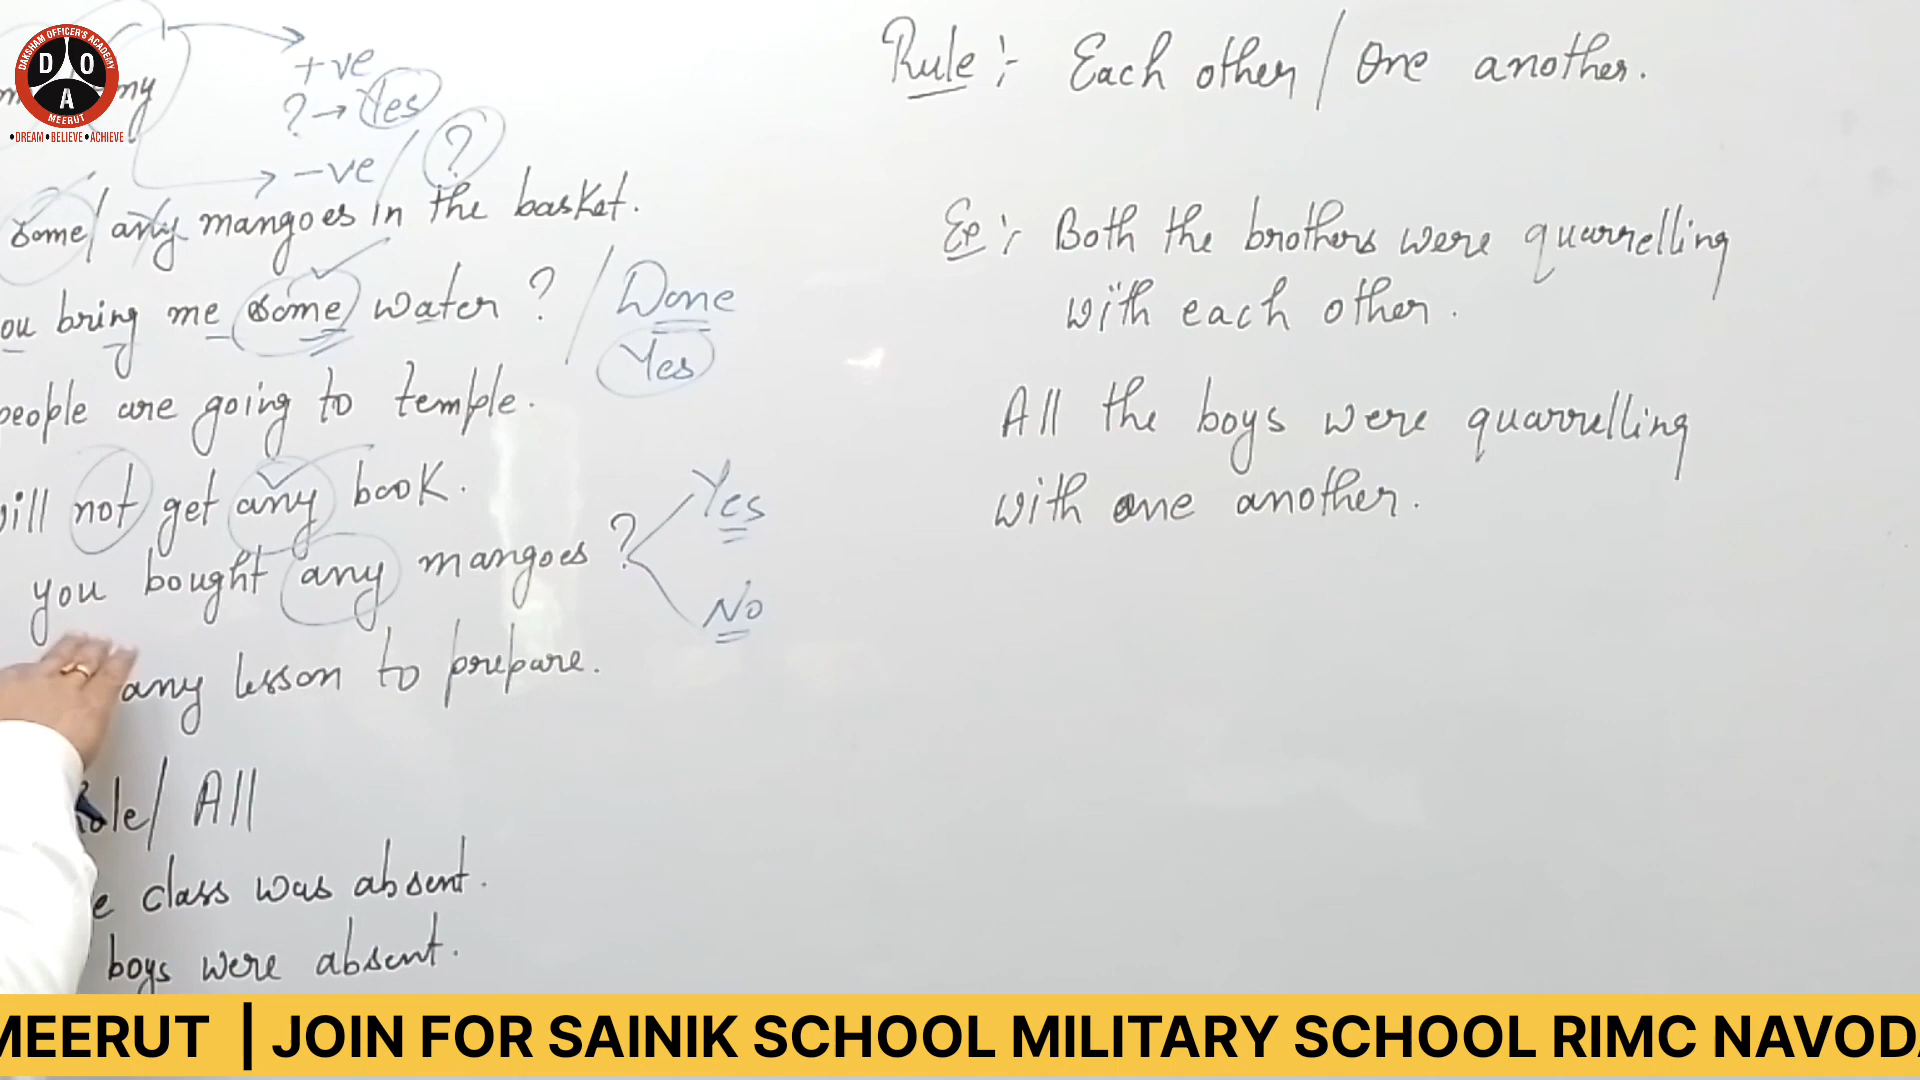 DAKSHAM OFFICER'S ACADEMY
D O A
MEERUT
•DREAM•BELIEVE•ACHIEVE
+ve
? → Yes
-ve / ?
some/any mangoes in the basket.
you bring me some water ? / Done
Yes
people are going to temple.
will not get any book.
you bought any mangoes ? Yes
No
any lesson to prepare.
/ All
class was absent.
boys were absent.
Rule :- Each other / One another.
Ex :- Both the brothers were quarrelling
with each other.
All the boys were quarrelling
with one another.
MEERUT | JOIN FOR SAINIK SCHOOL MILITARY SCHOOL RIMC